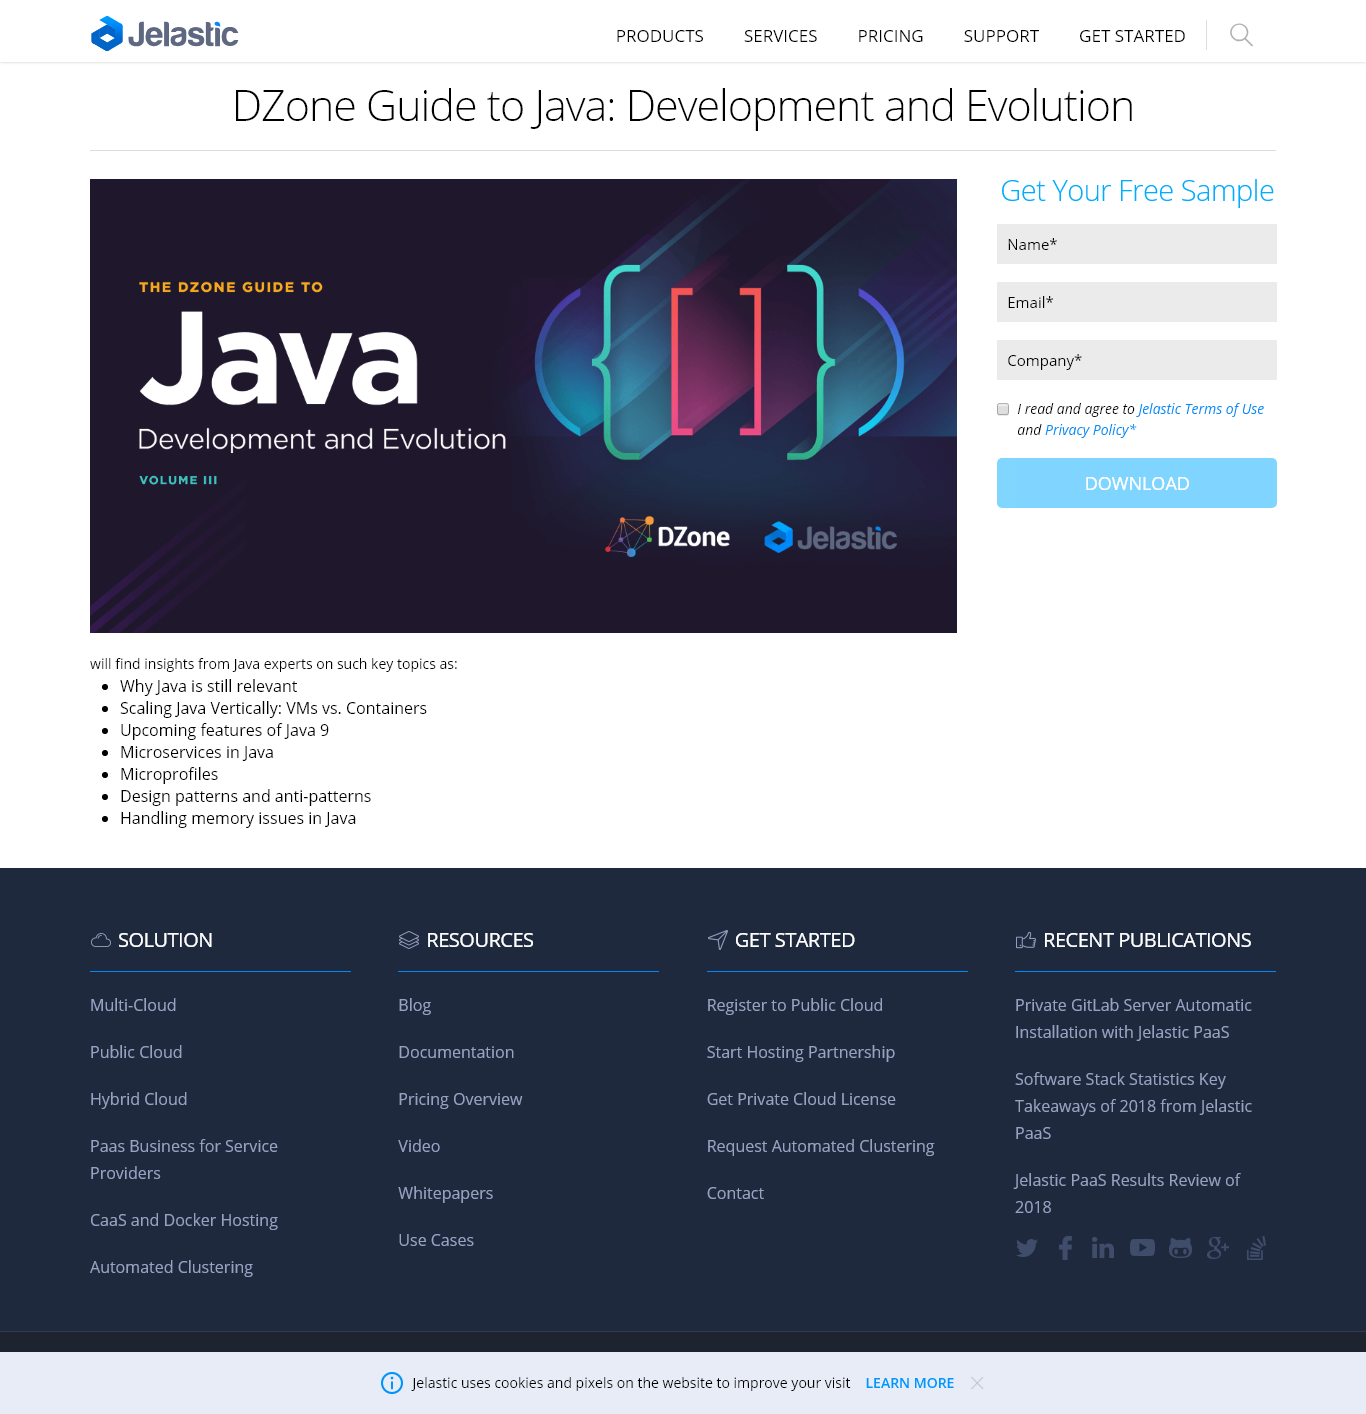 Jelastic
PRODUCTS SERVICES PRICING SUPPORT GET STARTED
DZone Guide to Java: Development and Evolution
THE DZONE GUIDE TO
Java
Development and Evolution
VOLUME III
DZone Jelastic
Get Your Free Sample
Name*
Email*
Company*
I read and agree to Jelastic Terms of Use
and Privacy Policy*
DOWNLOAD
will find insights from Java experts on such key topics as:
Why Java is still relevant
Scaling Java Vertically: VMs vs. Containers
Upcoming features of Java 9
Microservices in Java
Microprofiles
Design patterns and anti-patterns
Handling memory issues in Java
SOLUTION
Multi-Cloud
Public Cloud
Hybrid Cloud
Paas Business for Service
Providers
CaaS and Docker Hosting
Automated Clustering
RESOURCES
Blog
Documentation
Pricing Overview
Video
Whitepapers
Use Cases
GET STARTED
Register to Public Cloud
Start Hosting Partnership
Get Private Cloud License
Request Automated Clustering
Contact
RECENT PUBLICATIONS
Private GitLab Server Automatic
Installation with Jelastic PaaS
Software Stack Statistics Key
Takeaways of 2018 from Jelastic
PaaS
Jelastic PaaS Results Review of
2018
Jelastic uses cookies and pixels on the website to improve your visit LEARN MORE